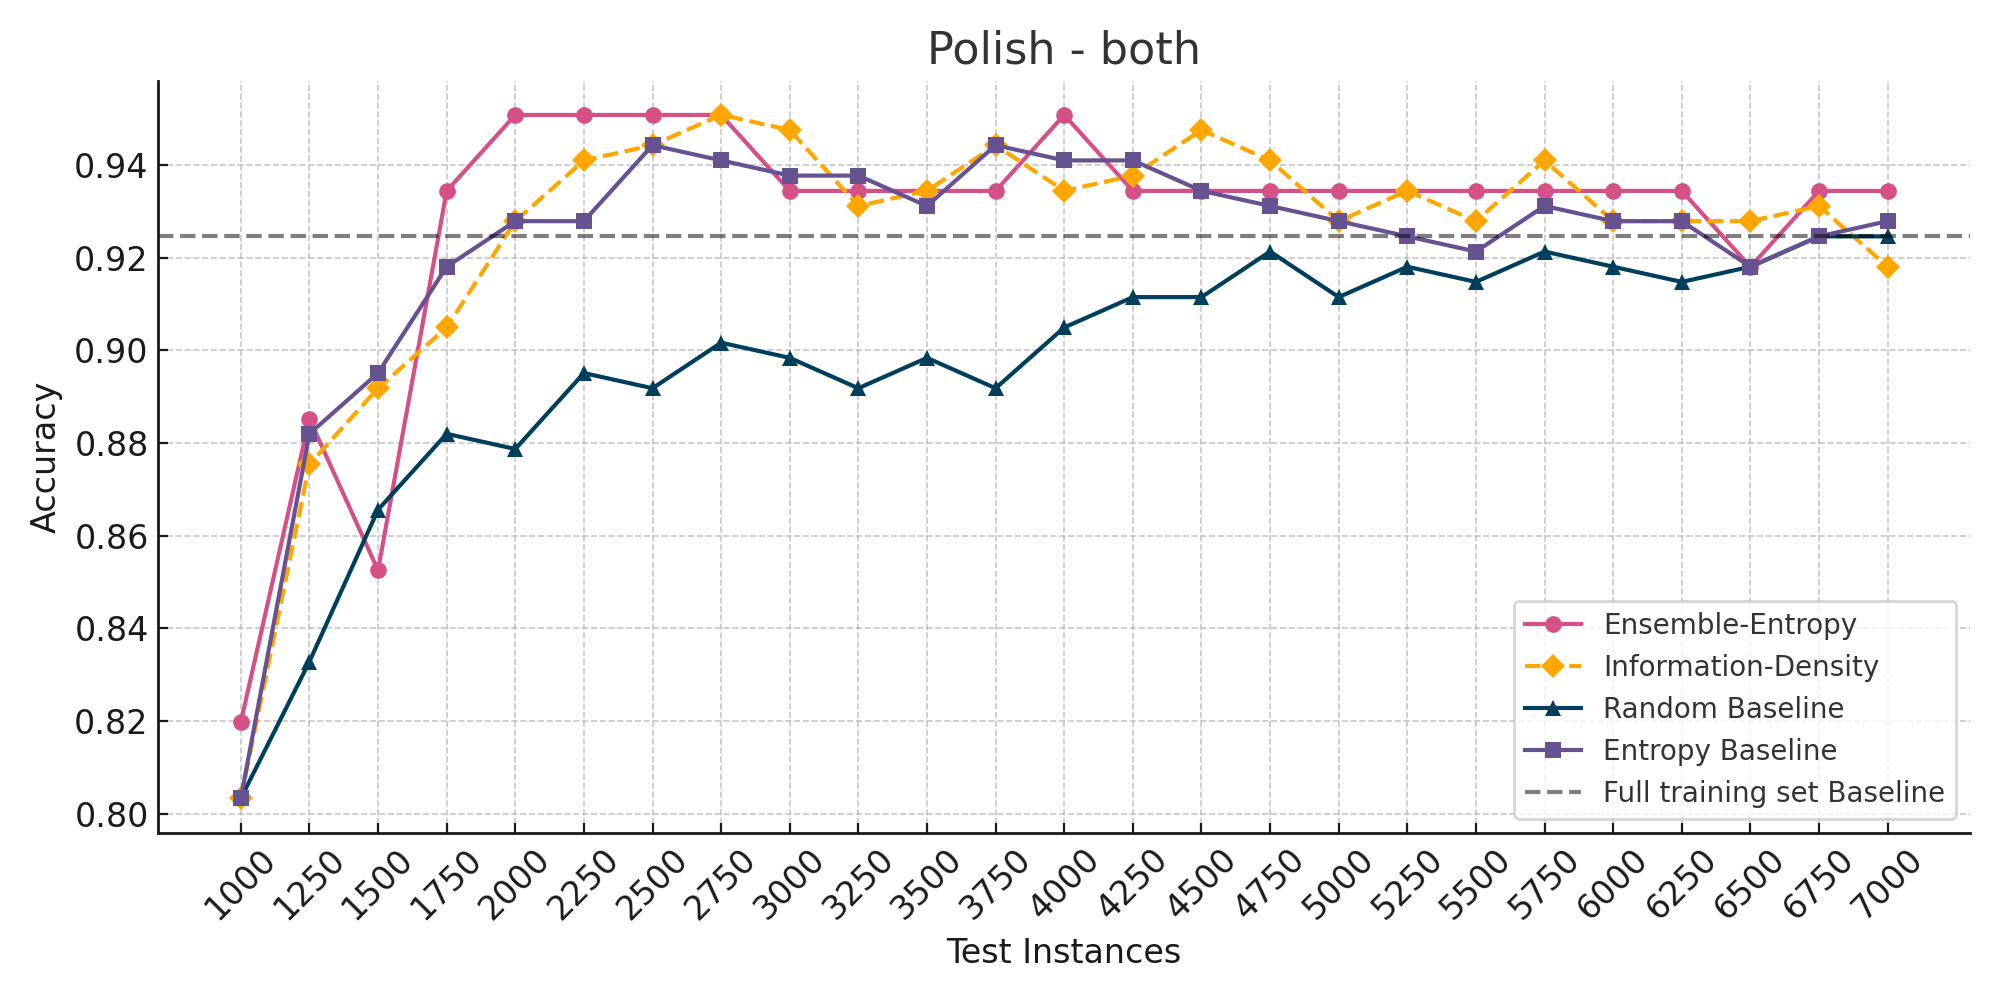 Polish - both
Accuracy
0.94
0.92
0.90
0.88
0.86
0.84
0.82
0.80
Ensemble-Entropy
Information-Density
Random Baseline
Entropy Baseline
Full training set Baseline
1000 1250 1500 1750 2000 2250 2500 2750 3000 3250 3500 3750 4000 4250 4500 4750 5000 5250 5500 5750 6000 6250 6500 6750 7000
Test Instances